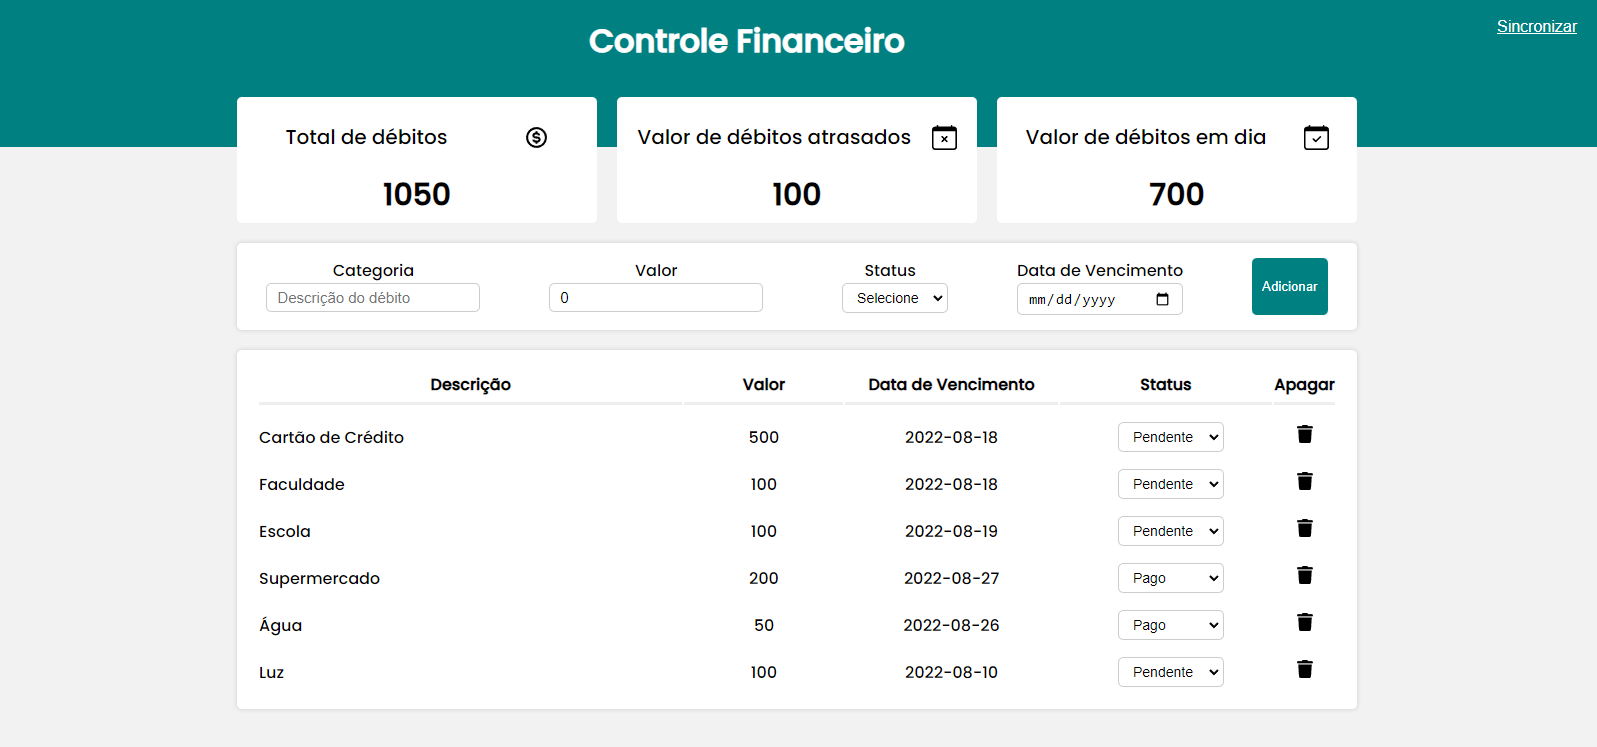 Sincronizar
Controle Financeiro
Total de débitos
1050
Valor de débitos atrasados
100
Valor de débitos em dia
700
Categoria
Descrição do débito
Valor
0
Status
Selecione
Data de Vencimento
mm/dd/yyyy
Adicionar
Descrição Valor Data de Vencimento Status Apagar
Cartão de Crédito 500 2022-08-18 Pendente
Faculdade 100 2022-08-18 Pendente
Escola 100 2022-08-19 Pendente
Supermercado 200 2022-08-27 Pago
Água 50 2022-08-26 Pago
Luz 100 2022-08-10 Pendente